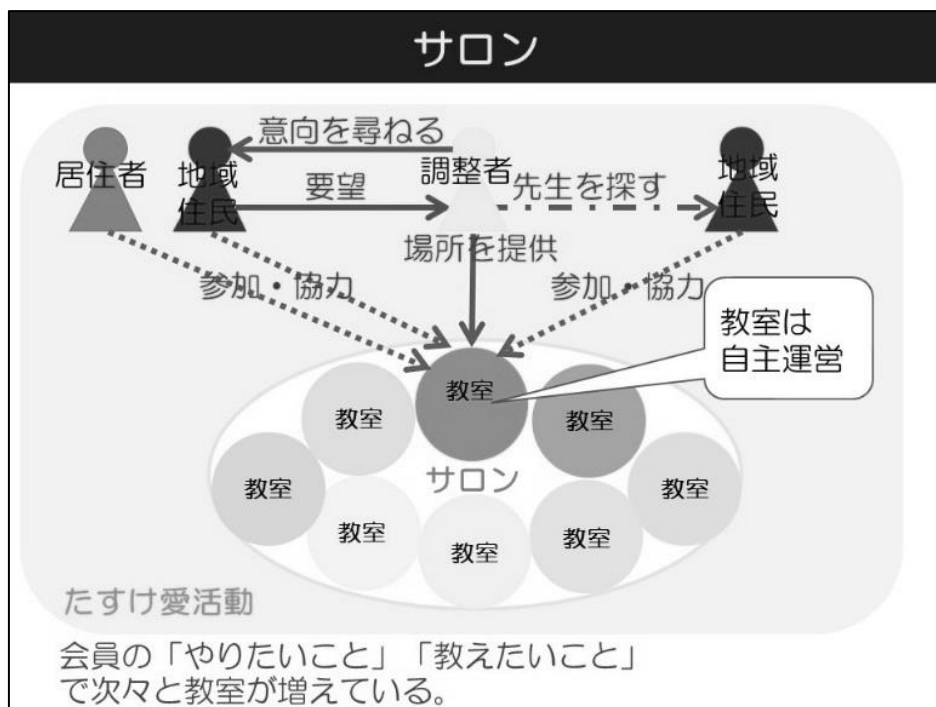 サロン
意向を尋ねる
居住者
地域
住民
調整者
地域
住民
要望
先生を探す
場所を提供
参加・協力
参加・協力
教室は
自主運営
教室
教室
教室
教室
教室
サロン
教室
教室
教室
たすけ愛活動
会員の「やりたいこと」「教えたいこと」
で次々と教室が増えている。